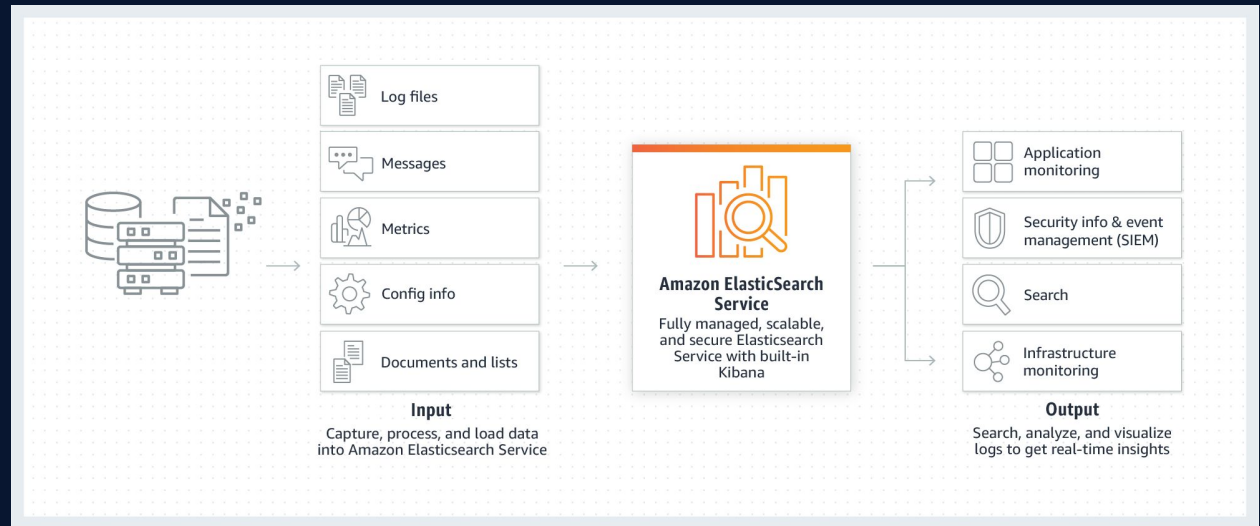 Log files
Messages
Metrics
Config info
Documents and lists
Input
Capture, process, and load data
into Amazon Elasticsearch Service
Amazon ElasticSearch
Service
Fully managed, scalable,
and secure Elasticsearch
Service with built-in
Kibana
Application
monitoring
Security info & event
management (SIEM)
Search
Infrastructure
monitoring
Output
Search, analyze, and visualize
logs to get real-time insights